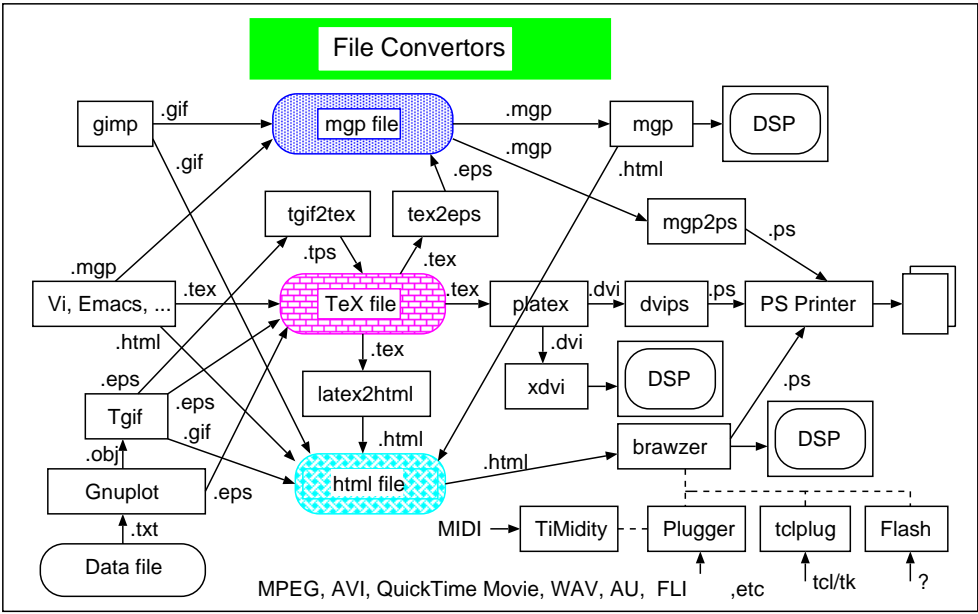 File Convertors
gimp
.gif
mgp file
.mgp
mgp
DSP
.gif
.mgp
.html
.eps
tgif2tex
tex2eps
mgp2ps
.ps
.tps
.tex
.mgp
Vi, Emacs, ...
.tex
TeX file
.tex
platex
.dvi
dvips
.ps
PS Printer
.html
.tex
.dvi
.eps
latex2html
xdvi
DSP
.ps
Tgif
.eps
.gif
.html
brawzer
DSP
.obj
.html
Gnuplot
.eps
html file
.txt
MIDI
TiMidity
Plugger
tclplug
Flash
Data file
MPEG, AVI, QuickTime Movie, WAV, AU, FLI ,etc
tcl/tk
?